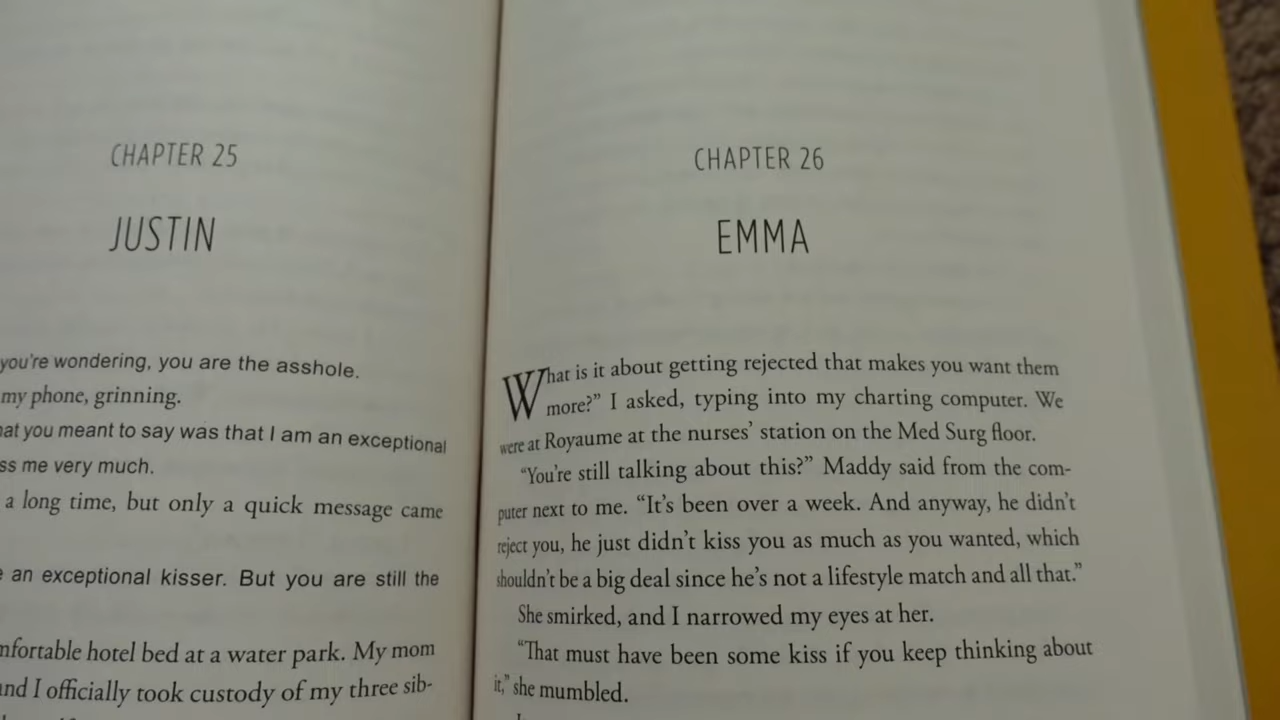 CHAPTER 25
JUSTIN
you're wondering, you are the asshole.
my phone, grinning.
you meant to say was that I am an exceptional
me very much.
a long time, but only a quick message came
an exceptional kisser. But you are still the
hotel bed at a water park. My mom
and I officially took custody of my three sib-
CHAPTER 26
EMMA
What is it about getting rejected that makes you want them
more?” I asked, typing into my charting computer. We
were at Royaume at the nurses’ station on the Med Surg floor.
“You’re still talking about this?” Maddy said from the com-
puter next to me. “It’s been over a week. And anyway, he didn’t
reject you, he just didn’t kiss you as much as you wanted, which
shouldn’t be a big deal since he’s not a lifestyle match and all that.”
She smirked, and I narrowed my eyes at her.
“That must have been some kiss if you keep thinking about
it,” she mumbled.